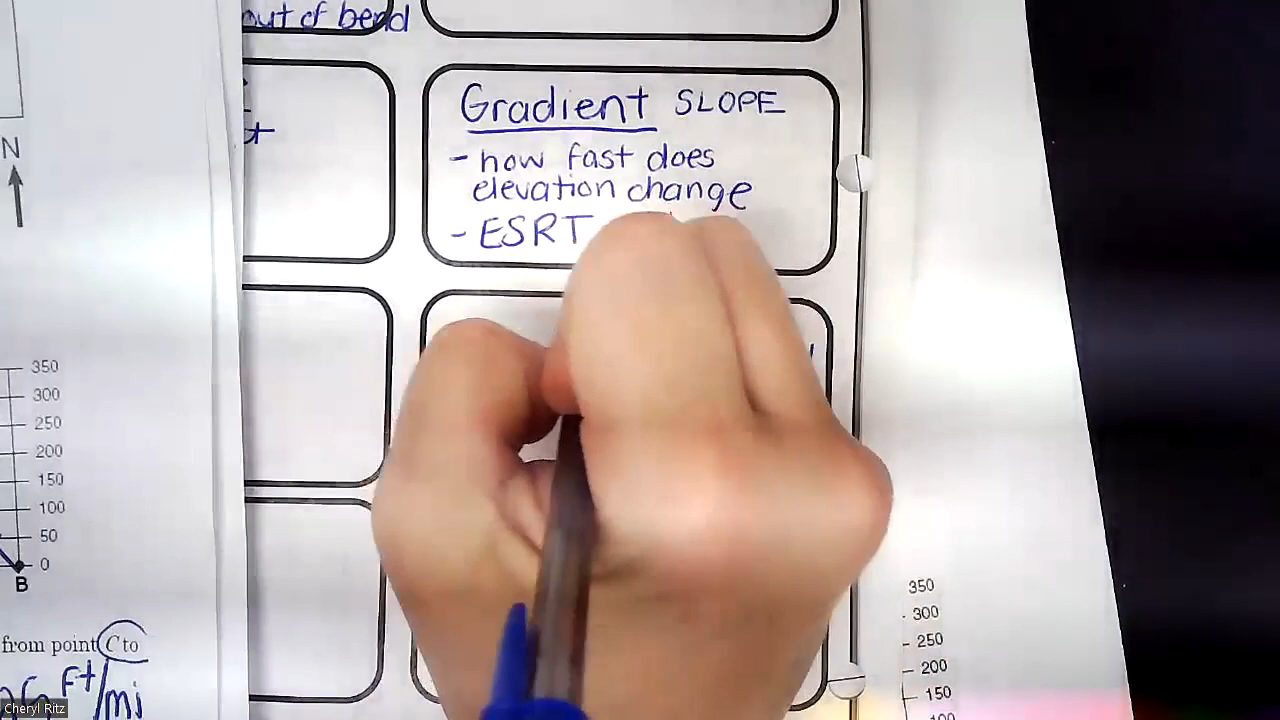 out of bend
Gradient SLOPE
- how fast does
elevation change
- ESRT
N
350
300
250
200
150
100
50
0
B
from point C to
ft/mi
350
300
250
200
150
100
Cheryl Ritz